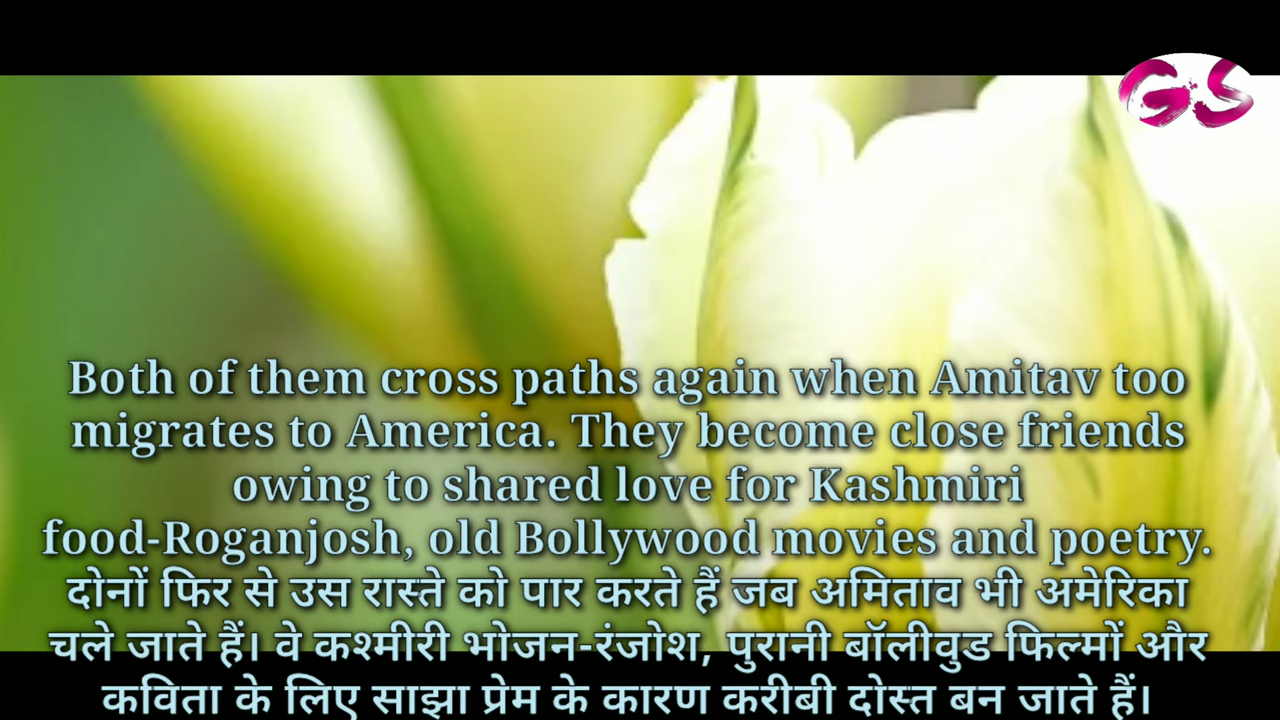 GS
Both of them cross paths again when Amitav too
migrates to America. They become close friends
owing to shared love for Kashmiri
food-Roganjosh, old Bollywood movies and poetry.
दोनों फिर से उस रास्ते को पार करते हैं जब अमिताव भी अमेरिका
चले जाते हैं। वे कश्मीरी भोजन-रंजोश, पुरानी बॉलीवुड फिल्मों और
कविता के लिए साझा प्रेम के कारण करीबी दोस्त बन जाते हैं।